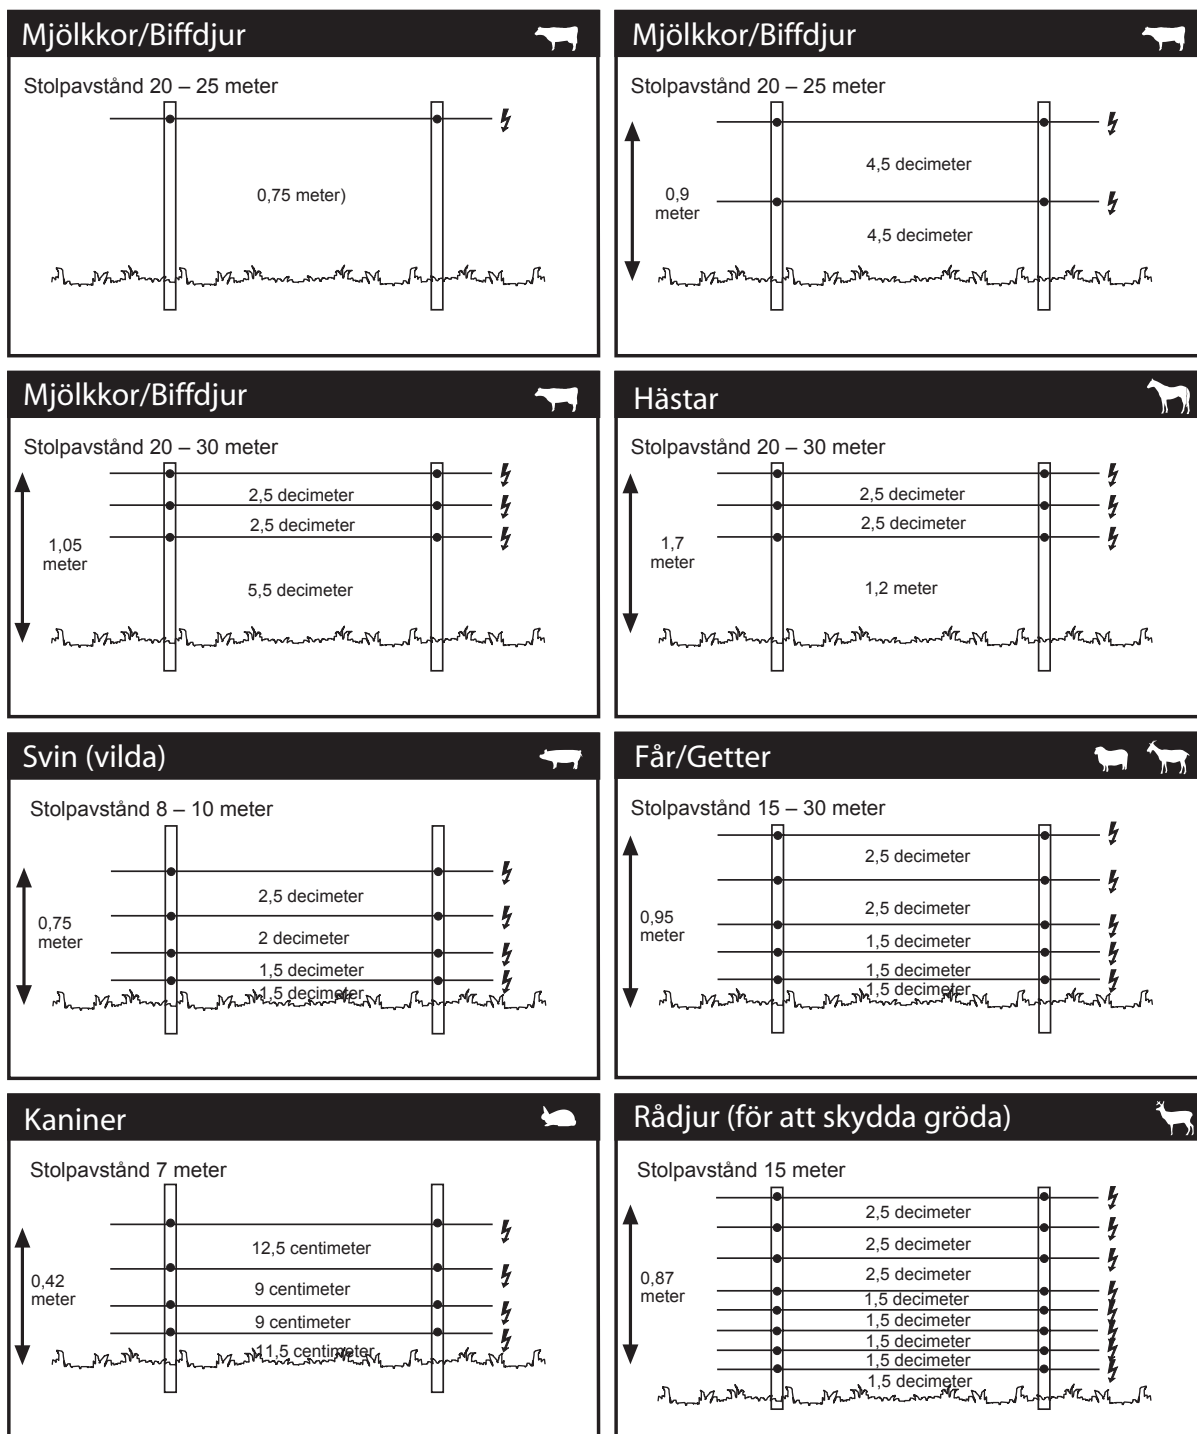 Mjölkkor/Biffdjur
Stolpavstånd 20 – 25 meter
0,75 meter)
Mjölkkor/Biffdjur
Stolpavstånd 20 – 25 meter
4,5 decimeter
0,9
meter
4,5 decimeter
Mjölkkor/Biffdjur
Stolpavstånd 20 – 30 meter
2,5 decimeter
2,5 decimeter
1,05
meter
5,5 decimeter
Hästar
Stolpavstånd 20 – 30 meter
2,5 decimeter
2,5 decimeter
1,7
meter
1,2 meter
Svin (vilda)
Stolpavstånd 8 – 10 meter
2,5 decimeter
0,75
meter
2 decimeter
1,5 decimeter
1,5 decimeter
Får/Getter
Stolpavstånd 15 – 30 meter
2,5 decimeter
2,5 decimeter
0,95
meter
1,5 decimeter
1,5 decimeter
1,5 decimeter
Kaniner
Stolpavstånd 7 meter
12,5 centimeter
0,42
meter
9 centimeter
9 centimeter
11,5 centimeter
Rådjur (för att skydda gröda)
Stolpavstånd 15 meter
2,5 decimeter
2,5 decimeter
2,5 decimeter
0,87
meter
1,5 decimeter
1,5 decimeter
1,5 decimeter
1,5 decimeter
1,5 decimeter